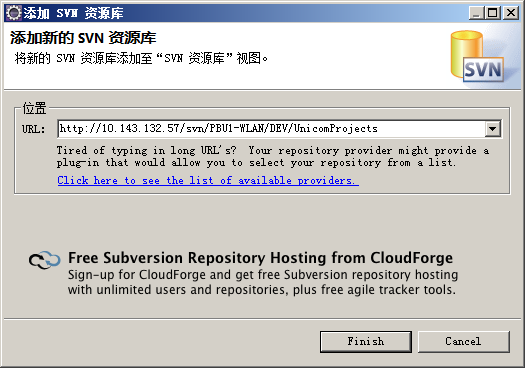 添加 SVN 资源库
添加新的 SVN 资源库
将新的 SVN 资源库添加至“SVN 资源库”视图。
SVN
位置
URL: http://10.143.132.57/svn/PBU1-WLAN/DEV/UnicomProjects
Tired of typing in long URL's? Your repository provider might provide a
plug-in that would allow you to select your repository from a list.
Click here to see the list of available providers.
Free Subversion Repository Hosting from CloudForge
Sign-up for CloudForge and get free Subversion repository hosting
with unlimited users and repositories, plus free agile tracker tools.
Finish Cancel